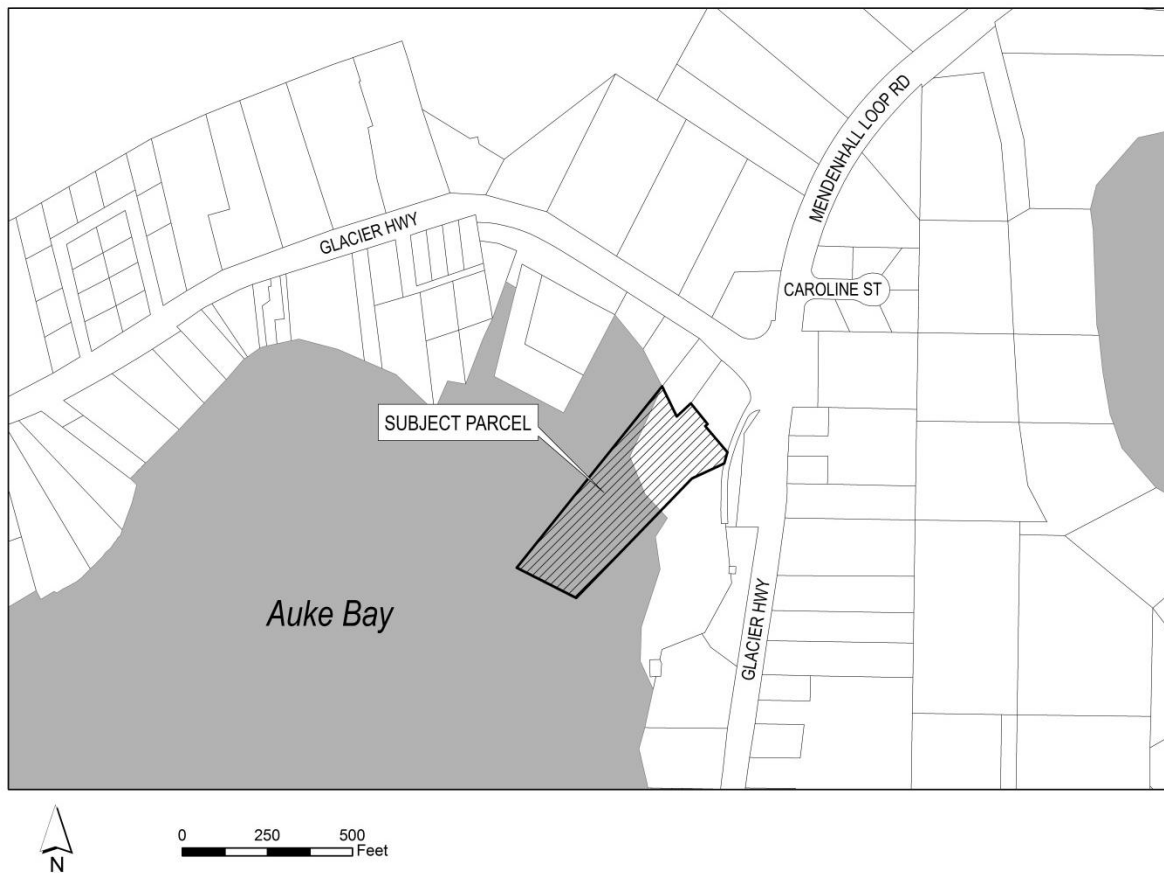 MENDENHALL LOOP RD
GLACIER HWY
CAROLINE ST
SUBJECT PARCEL
Auke Bay
GLACIER HWY
N
0 250 500
Feet